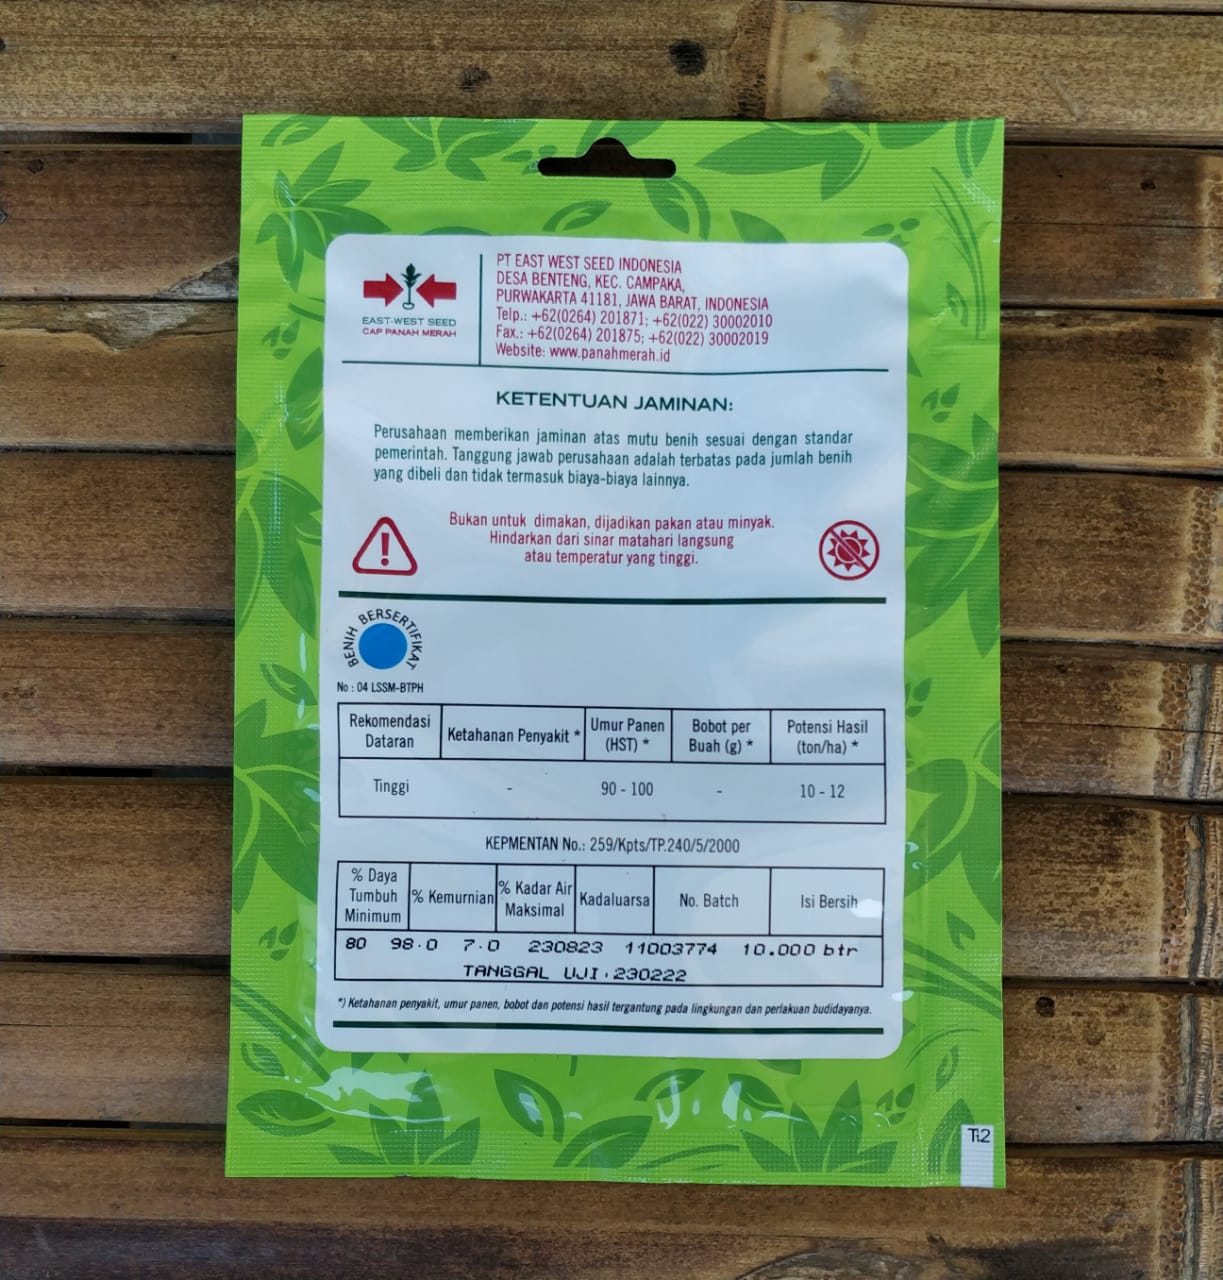 EAST-WEST SEED
CAP PANAH MERAH
PT EAST WEST SEED INDONESIA
DESA BENTENG, KEC. CAMPAKA,
PURWAKARTA 41181, JAWA BARAT, INDONESIA
Telp.: +62(0264) 201871; +62(022) 30002010
Fax.: +62(0264) 201875; +62(022) 30002019
Website: www.panahmerah.id
KETENTUAN JAMINAN:
Perusahaan memberikan jaminan atas mutu benih sesuai dengan standar
pemerintah. Tanggung jawab perusahaan adalah terbatas pada jumlah benih
yang dibeli dan tidak termasuk biaya-biaya lainnya.
Bukan untuk dimakan, dijadikan pakan atau minyak.
Hindarkan dari sinar matahari langsung
atau temperatur yang tinggi.
BENIH BERSERTIFIKAT
No : 04 LSSM-BTPH
Rekomendasi Dataran Ketahanan Penyakit * Umur Panen (HST) * Bobot per Buah (g) * Potensi Hasil (ton/ha) *
Tinggi - 90 - 100 - 10 - 12
KEPMENTAN No.: 259/Kpts/TP.240/5/2000
% Daya Tumbuh Minimum % Kemurnian % Kadar Air Maksimal Kadaluarsa No. Batch Isi Bersih
80 98.0 7.0 230823 11003774 10.000 btr
TANGGAL UJI.230222
*) Ketahanan penyakit, umur panen, bobot dan potensi hasil tergantung pada lingkungan dan perlakuan budidayanya.
T.2